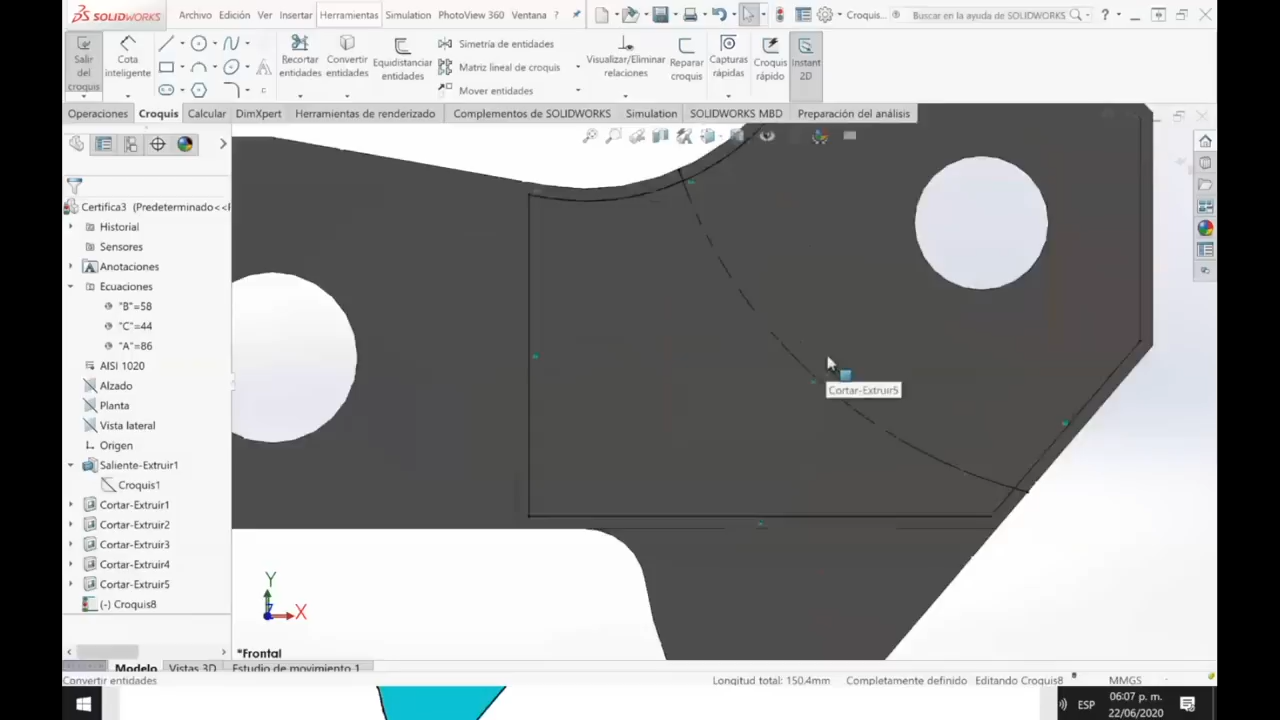 SOLIDWORKS
Archivo Edición Ver Insertar Herramientas Simulation PhotoView 360 Ventana ? Croquis... Buscar en la ayuda de SOLIDWORKS ?
Salir del croquis
Cota inteligente
Recortar entidades
Convertir entidades
Equidistanciar entidades
Simetría de entidades
Matriz lineal de croquis
Mover entidades
Visualizar/Eliminar relaciones
Reparar croquis
Capturas rápidas
Croquis rápido
Instant 2D
Operaciones Croquis Calcular DimXpert Herramientas de renderizado Complementos de SOLIDWORKS Simulation SOLIDWORKS MBD Preparación del análisis
Certifica3 (Predeterminado<<F
Historial
Sensores
Anotaciones
Ecuaciones
"B"=58
"C"=44
"A"=86
AISI 1020
Alzado
Planta
Vista lateral
Origen
Saliente-Extruir1
Croquis1
Cortar-Extruir1
Cortar-Extruir2
Cortar-Extruir3
Cortar-Extruir4
Cortar-Extruir5
(-) Croquis8
Cortar-Extruir5
Y
Z
X
*Frontal
Modelo Vistas 3D Estudio de movimiento 1
Convertir entidades Longitud total: 150.4mm Completamente definido Editando Croquis8 MMGS
ESP
06:07 p. m.
22/06/2020